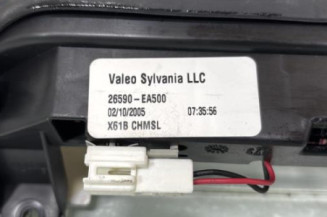 Valeo Sylvania LLC
26590-EA500
02/10/2005 07:35:56
X61B CHMSL